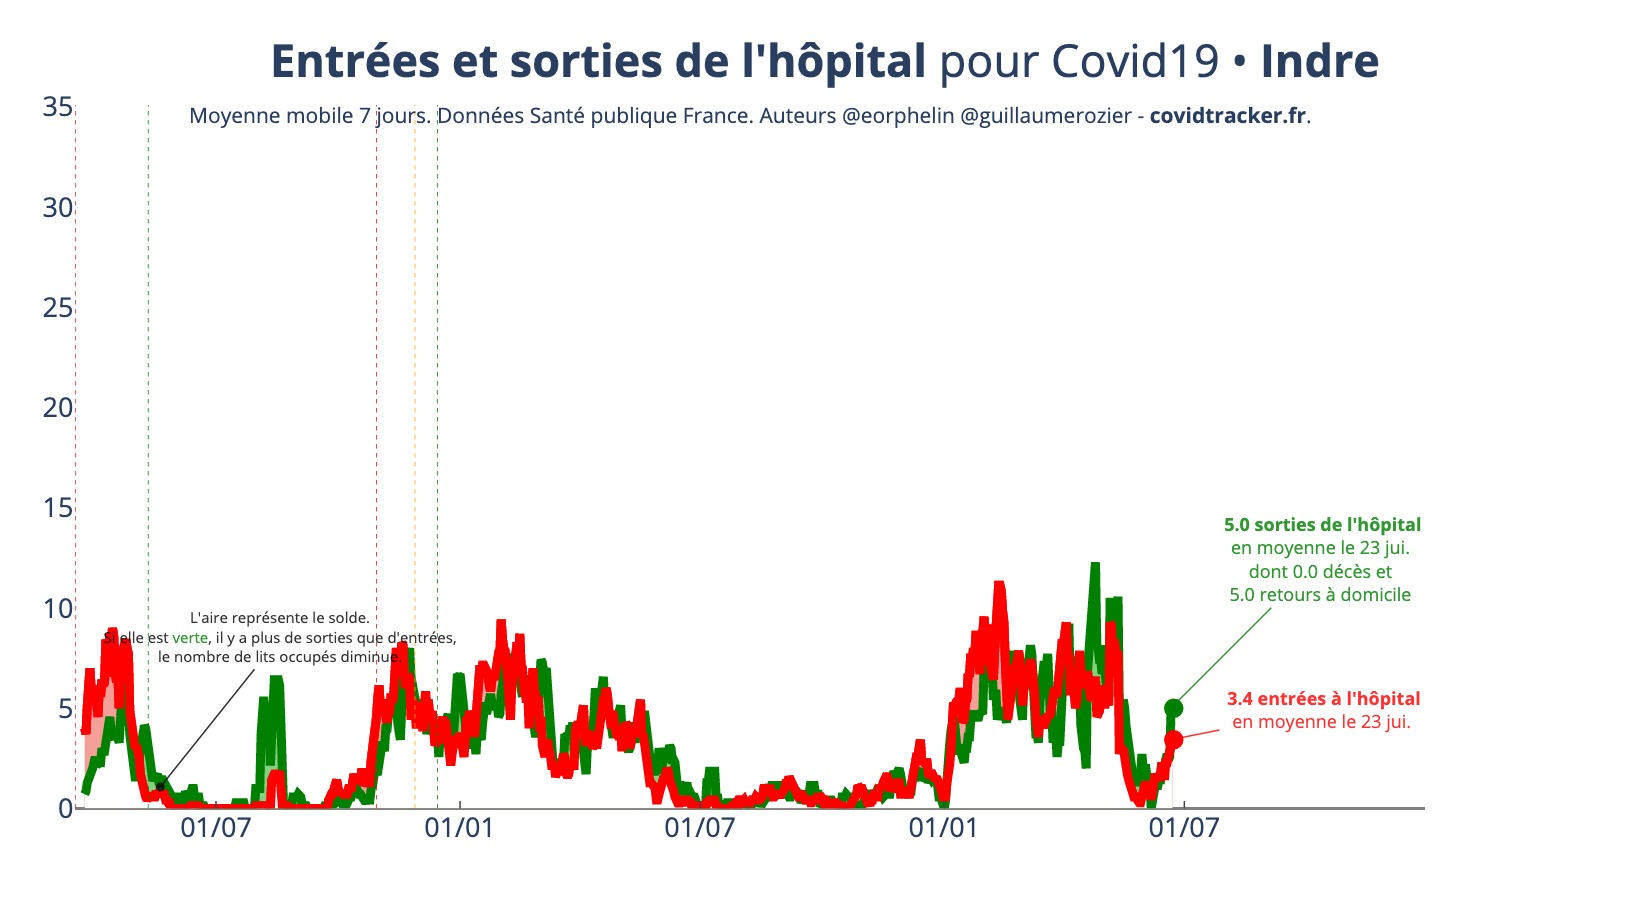 Entrées et sorties de l'hôpital pour Covid19 • Indre
Moyenne mobile 7 jours. Données Santé publique France. Auteurs @eorphelin @guillaumerozier - covidtracker.fr.
35
30
25
20
15
10
5
0
L'aire représente le solde.
Si elle est verte, il y a plus de sorties que d'entrées,
le nombre de lits occupés diminue.
5.0 sorties de l'hôpital
en moyenne le 23 jui.
dont 0.0 décès et
5.0 retours à domicile
3.4 entrées à l'hôpital
en moyenne le 23 jui.
01/07
01/01
01/07
01/01
01/07